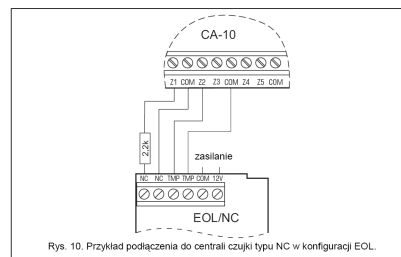 CA-10
Z1 COM Z2 Z3 COM Z4 Z5 COM
2,2k
zasilanie
NC NC TMP TMP COM 12V
EOL/NC
Rys. 10. Przykład podłączenia do centrali czujki typu NC w konfiguracji EOL.